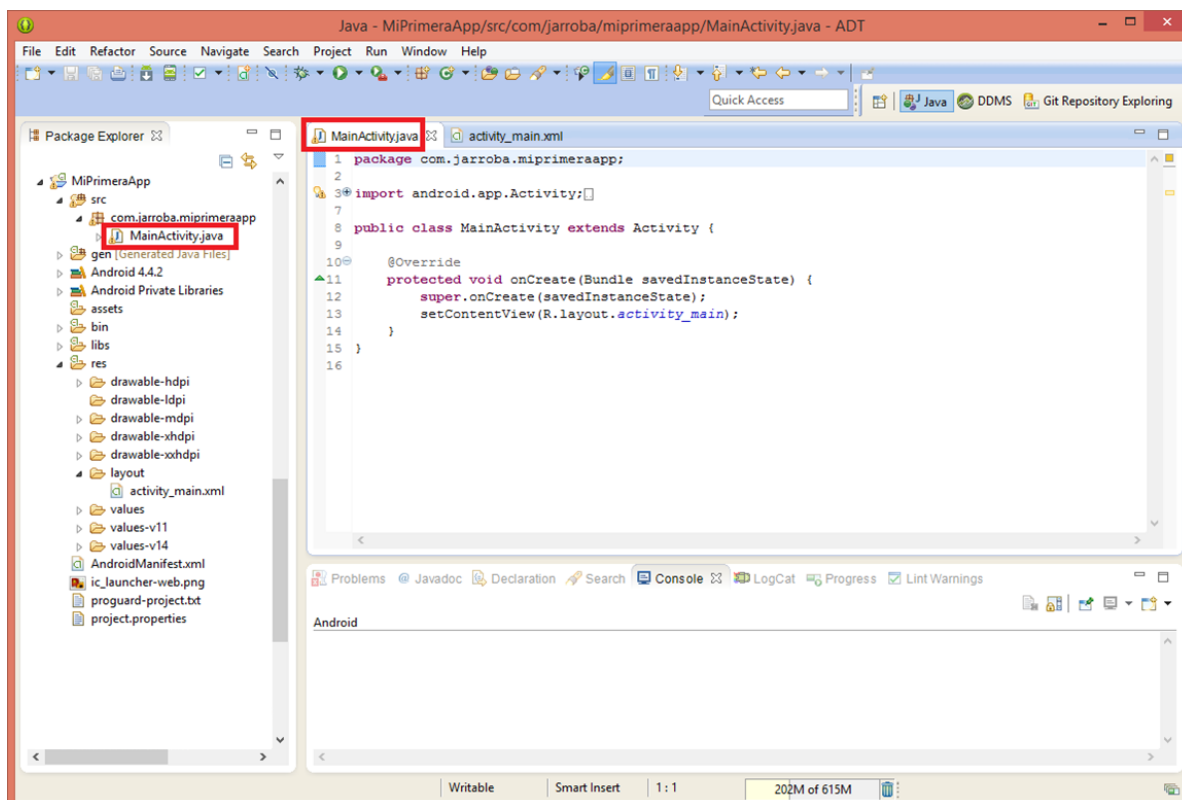 Java - MiPrimeraApp/src/com/jarroba/miprimeraapp/MainActivity.java - ADT
File Edit Refactor Source Navigate Search Project Run Window Help
Quick Access Java DDMS Git Repository Exploring
Package Explorer
MiPrimeraApp
src
com.jarroba.miprimeraapp
MainActivity.java
gen [Generated Java Files]
Android 4.4.2
Android Private Libraries
assets
bin
libs
res
drawable-hdpi
drawable-ldpi
drawable-mdpi
drawable-xhdpi
drawable-xxhdpi
layout
activity_main.xml
values
values-v11
values-v14
AndroidManifest.xml
ic_launcher-web.png
proguard-project.txt
project.properties
MainActivity.java activity_main.xml
1 package com.jarroba.miprimeraapp;
2
3 import android.app.Activity;
7
8 public class MainActivity extends Activity {
9
10 @Override
11 protected void onCreate(Bundle savedInstanceState) {
12 super.onCreate(savedInstanceState);
13 setContentView(R.layout.activity_main);
14 }
15 }
16
Problems @ Javadoc Declaration Search Console LogCat Progress Lint Warnings
Android
Writable Smart Insert 1 : 1 202M of 615M